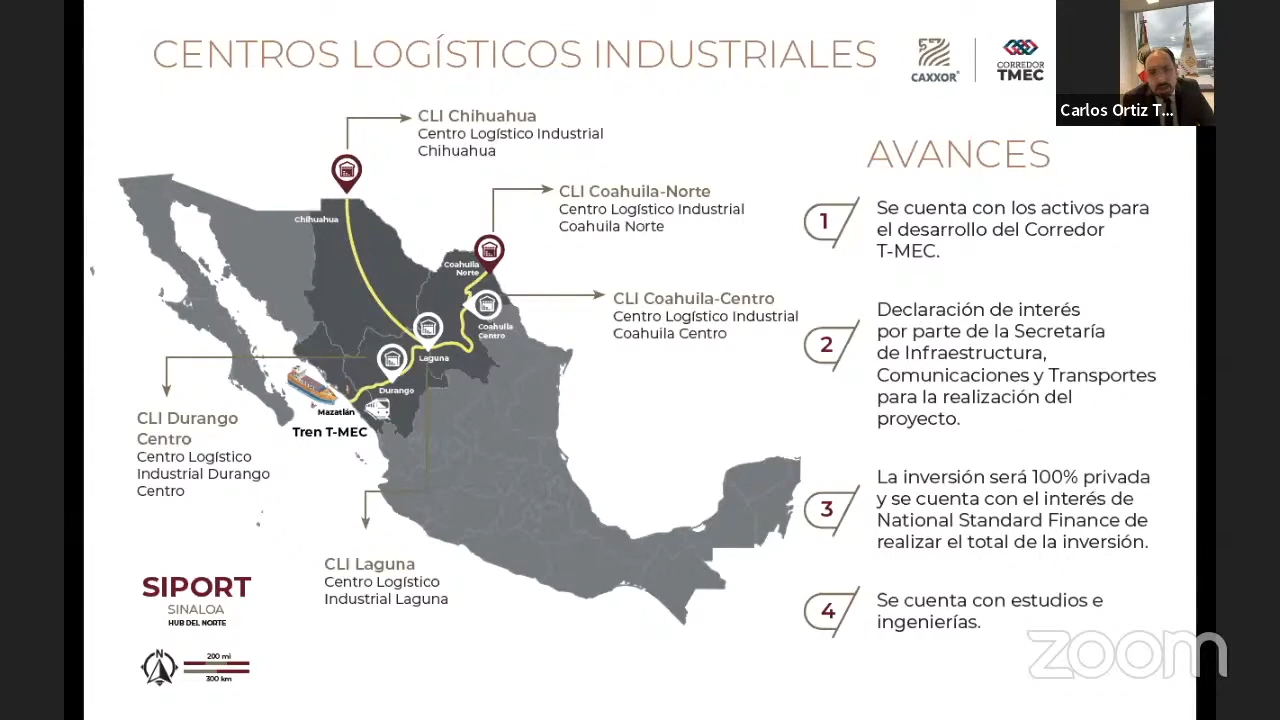 CENTROS LOGÍSTICOS INDUSTRIALES
CAXXOR
CORREDOR
TMEC
Carlos Ortiz T...
CLI Chihuahua
Centro Logístico Industrial
Chihuahua
CLI Coahuila-Norte
Centro Logístico Industrial
Coahuila Norte
CLI Coahuila-Centro
Centro Logístico Industrial
Coahuila Centro
Chihuahua
Coahuila
Norte
Coahuila
Centro
Laguna
Durango
Mazatlán
Tren T-MEC
CLI Durango
Centro
Centro Logístico
Industrial Durango
Centro
CLI Laguna
Centro Logístico
Industrial Laguna
SIPORT
SINALOA
HUB DEL NORTE
N
200 mi
300 km
AVANCES
1
Se cuenta con los activos para
el desarrollo del Corredor
T-MEC.
2
Declaración de interés
por parte de la Secretaría
de Infraestructura,
Comunicaciones y Transportes
para la realización del
proyecto.
3
La inversión será 100% privada
y se cuenta con el interés de
National Standard Finance de
realizar el total de la inversión.
4
Se cuenta con estudios e
ingenierías.
zoom